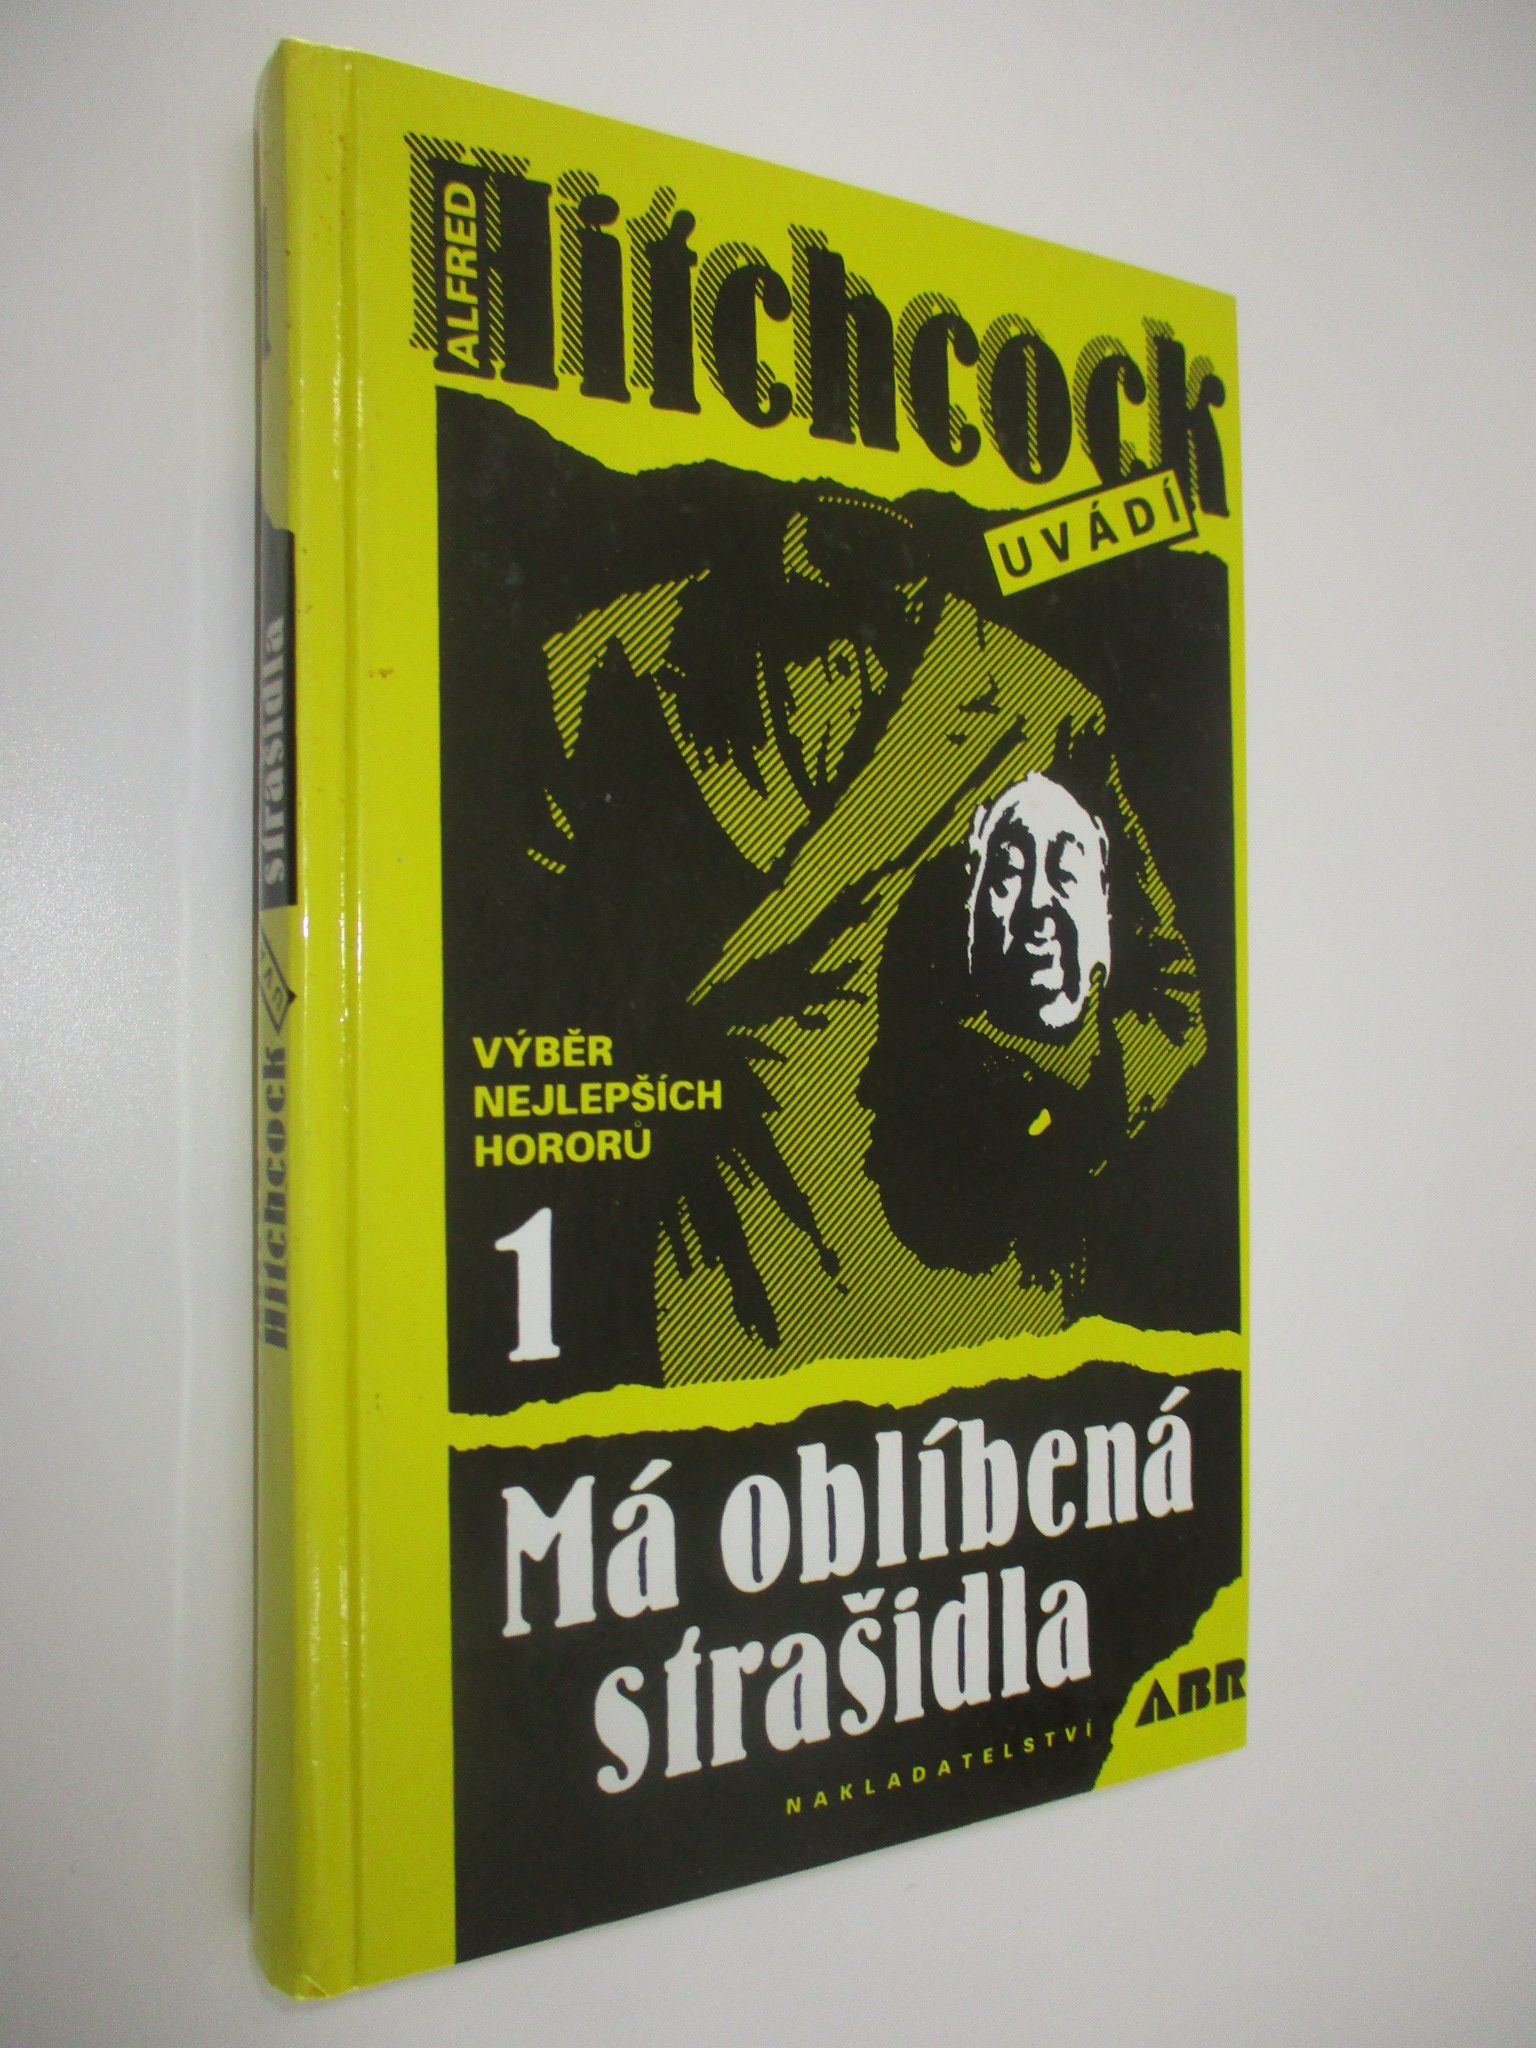 ALFRED
Hitchcock
UVÁDÍ
VÝBĚR
NEJLEPŠÍCH
HORORŮ
1
Má oblíbená
strašidla
NAKLADATELSTVÍ
ABR
Hitchcock
strašidla